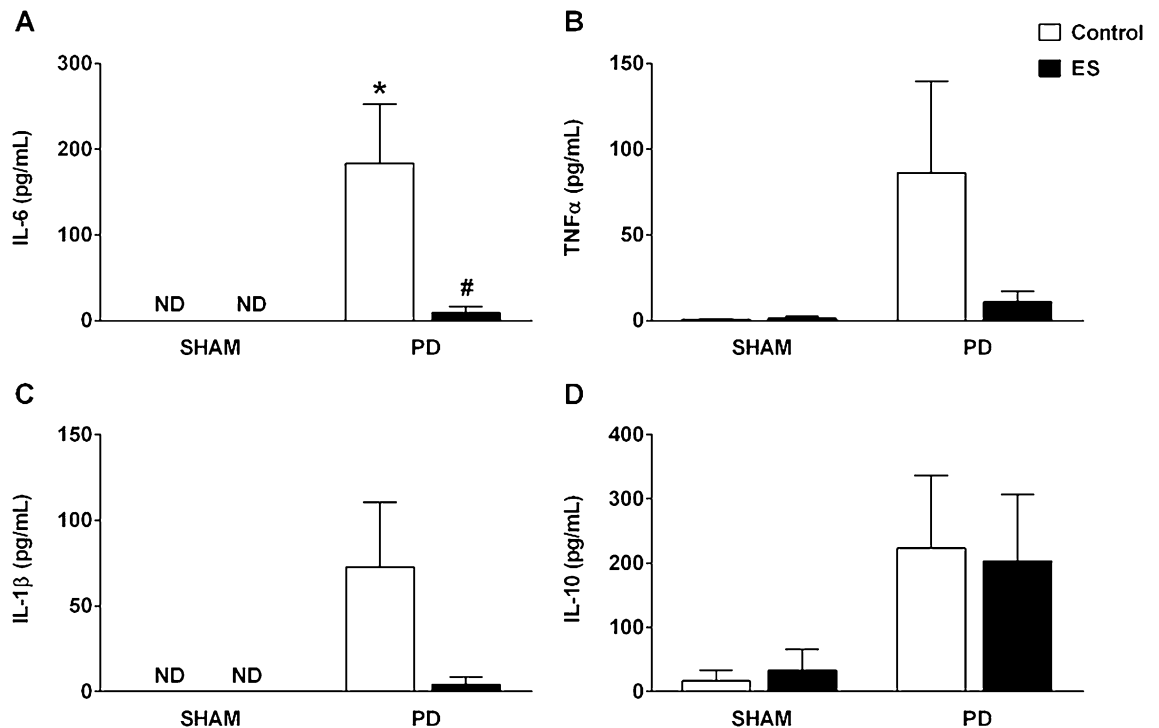 A
IL-6 (pg/mL)
300
200
100
0
*
ND ND #
SHAM PD
B
Control
ES
TNFα (pg/mL)
150
100
50
0
SHAM PD
C
IL-1β (pg/mL)
150
100
50
0
ND ND
SHAM PD
D
IL-10 (pg/mL)
400
300
200
100
0
SHAM PD